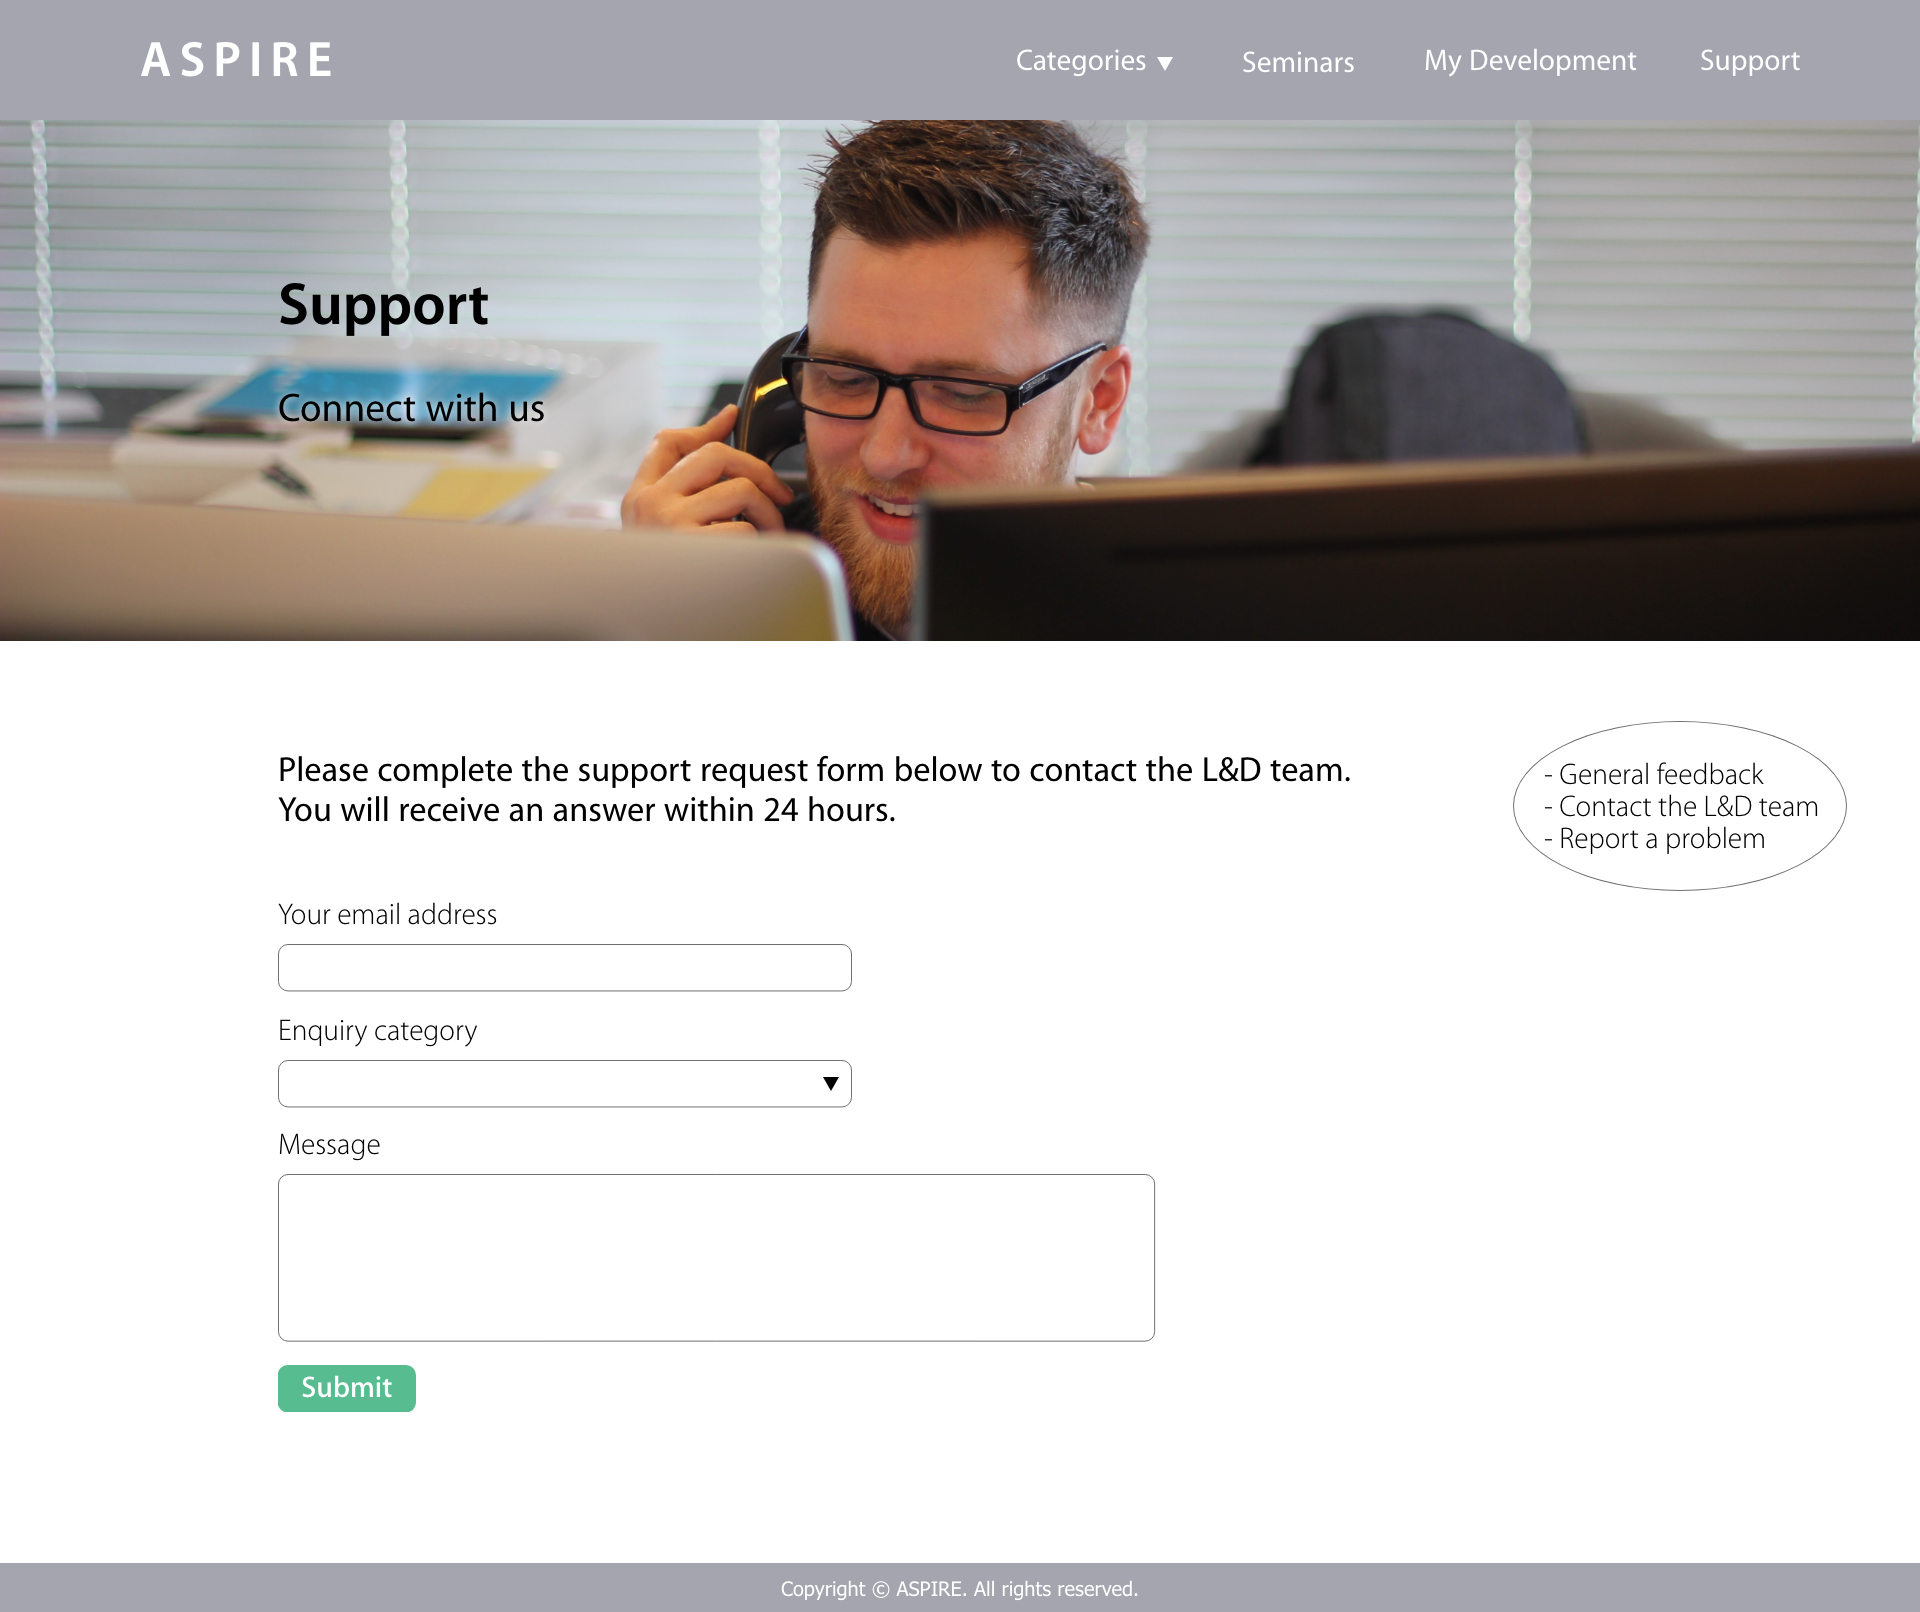 ASPIRE
Categories ▼ Seminars My Development Support
Support
Connect with us
Please complete the support request form below to contact the L&D team.
You will receive an answer within 24 hours.
- General feedback
- Contact the L&D team
- Report a problem
Your email address
Enquiry category
Message
Submit
Copyright © ASPIRE. All rights reserved.